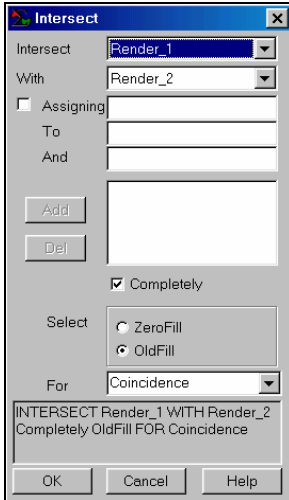 Intersect
Intersect Render_1
With Render_2
Assigning
To
And
Add
Del
Completely
Select ZeroFill
OldFill
For Coincidence
INTERSECT Render_1 WITH Render_2
Completely OldFill FOR Coincidence
OK Cancel Help